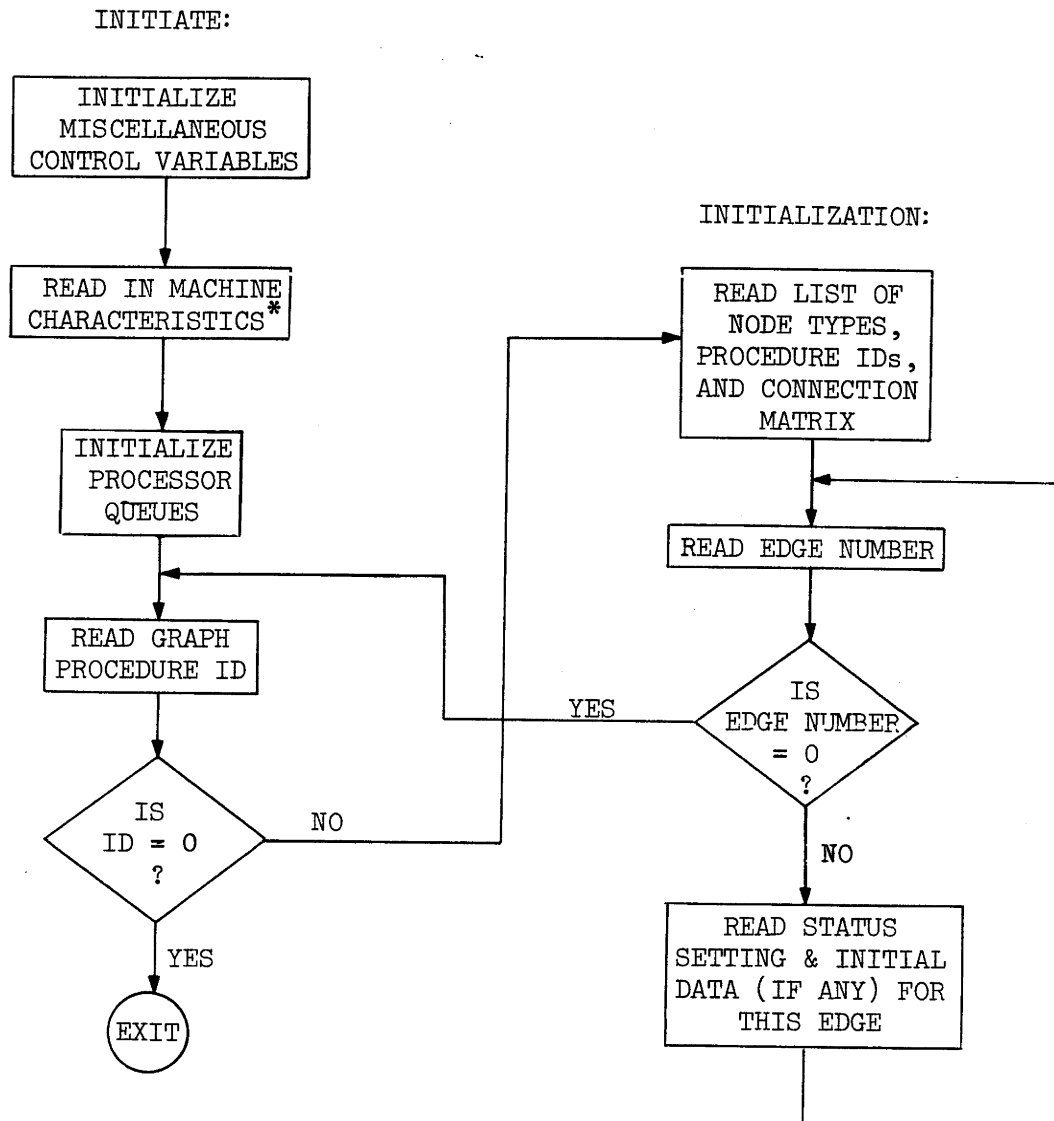 INITIATE:
INITIALIZE
MISCELLANEOUS
CONTROL VARIABLES
READ IN MACHINE
CHARACTERISTICS*
INITIALIZE
PROCESSOR
QUEUES
READ GRAPH
PROCEDURE ID
IS
ID = 0
?
NO
YES
EXIT
INITIALIZATION:
READ LIST OF
NODE TYPES,
PROCEDURE IDs,
AND CONNECTION
MATRIX
READ EDGE NUMBER
IS
EDGE NUMBER
= 0
?
YES
NO
READ STATUS
SETTING & INITIAL
DATA (IF ANY) FOR
THIS EDGE